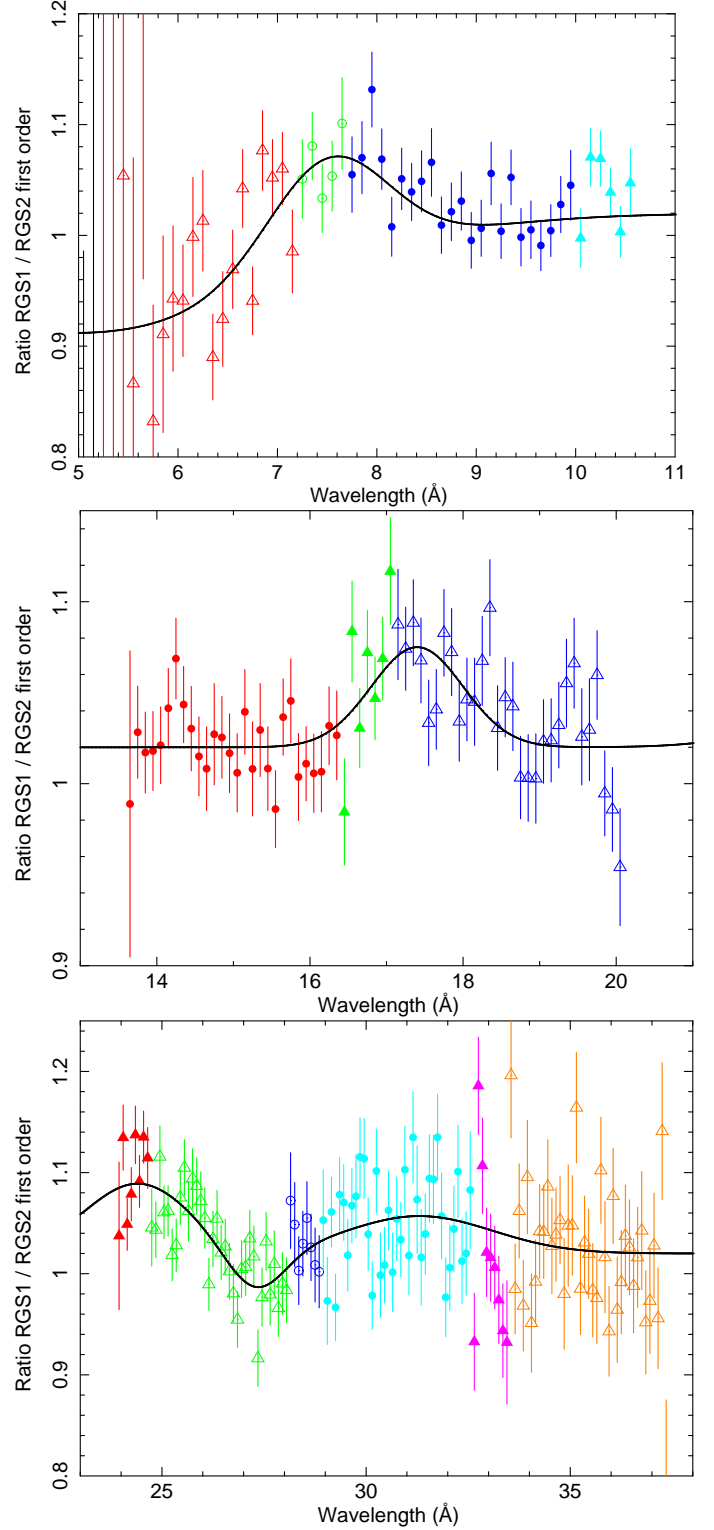 1.2
1.1
1
0.9
0.8
Ratio RGS1 / RGS2 first order
5 6 7 8 9 10 11
Wavelength (Å)
1.1
1
0.9
Ratio RGS1 / RGS2 first order
14 16 18 20
Wavelength (Å)
1.2
1.1
1
0.9
0.8
Ratio RGS1 / RGS2 first order
25 30 35
Wavelength (Å)